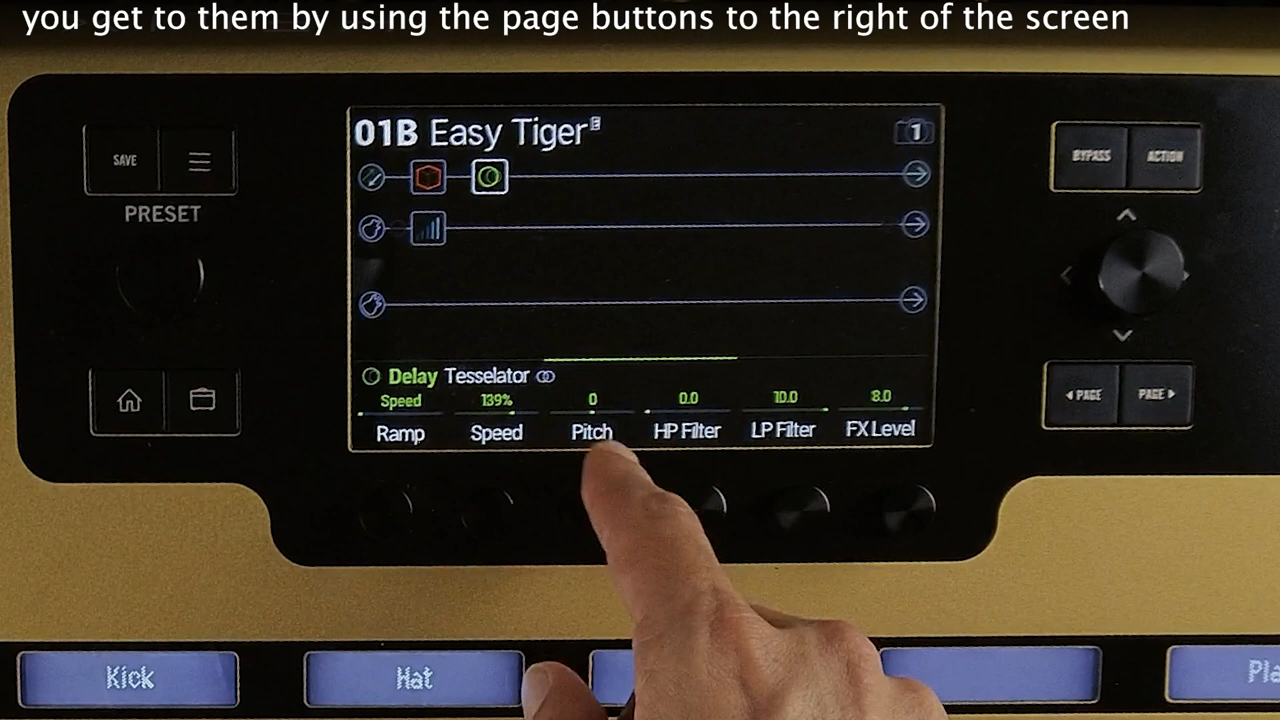 you get to them by using the page buttons to the right of the screen
01B Easy Tiger E
1
SAVE
BYPASS
ACTION
PRESET
Delay Tesselator
Speed 139% 0 0.0 10.0 8.0
Ramp Speed Pitch HP Filter LP Filter FX Level
PAGE
PAGE
Kick
Hat